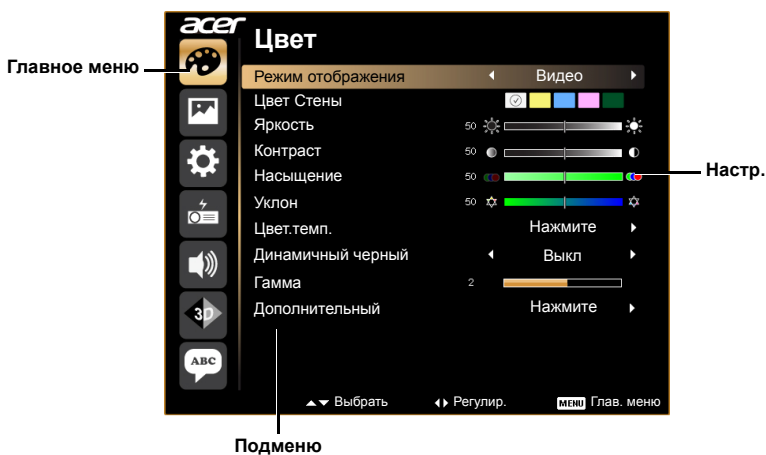 acer
Цвет
Главное меню
Режим отображения Видео
Цвет Стены
Яркость 50
Контраст 50
Насыщение 50
Настр.
Уклон 50
Цвет.темп. Нажмите
Динамичный черный Выкл
Гамма 2
Дополнительный Нажмите
3D
ABC
Выбрать Регулир. MENU Глав. меню
Подменю